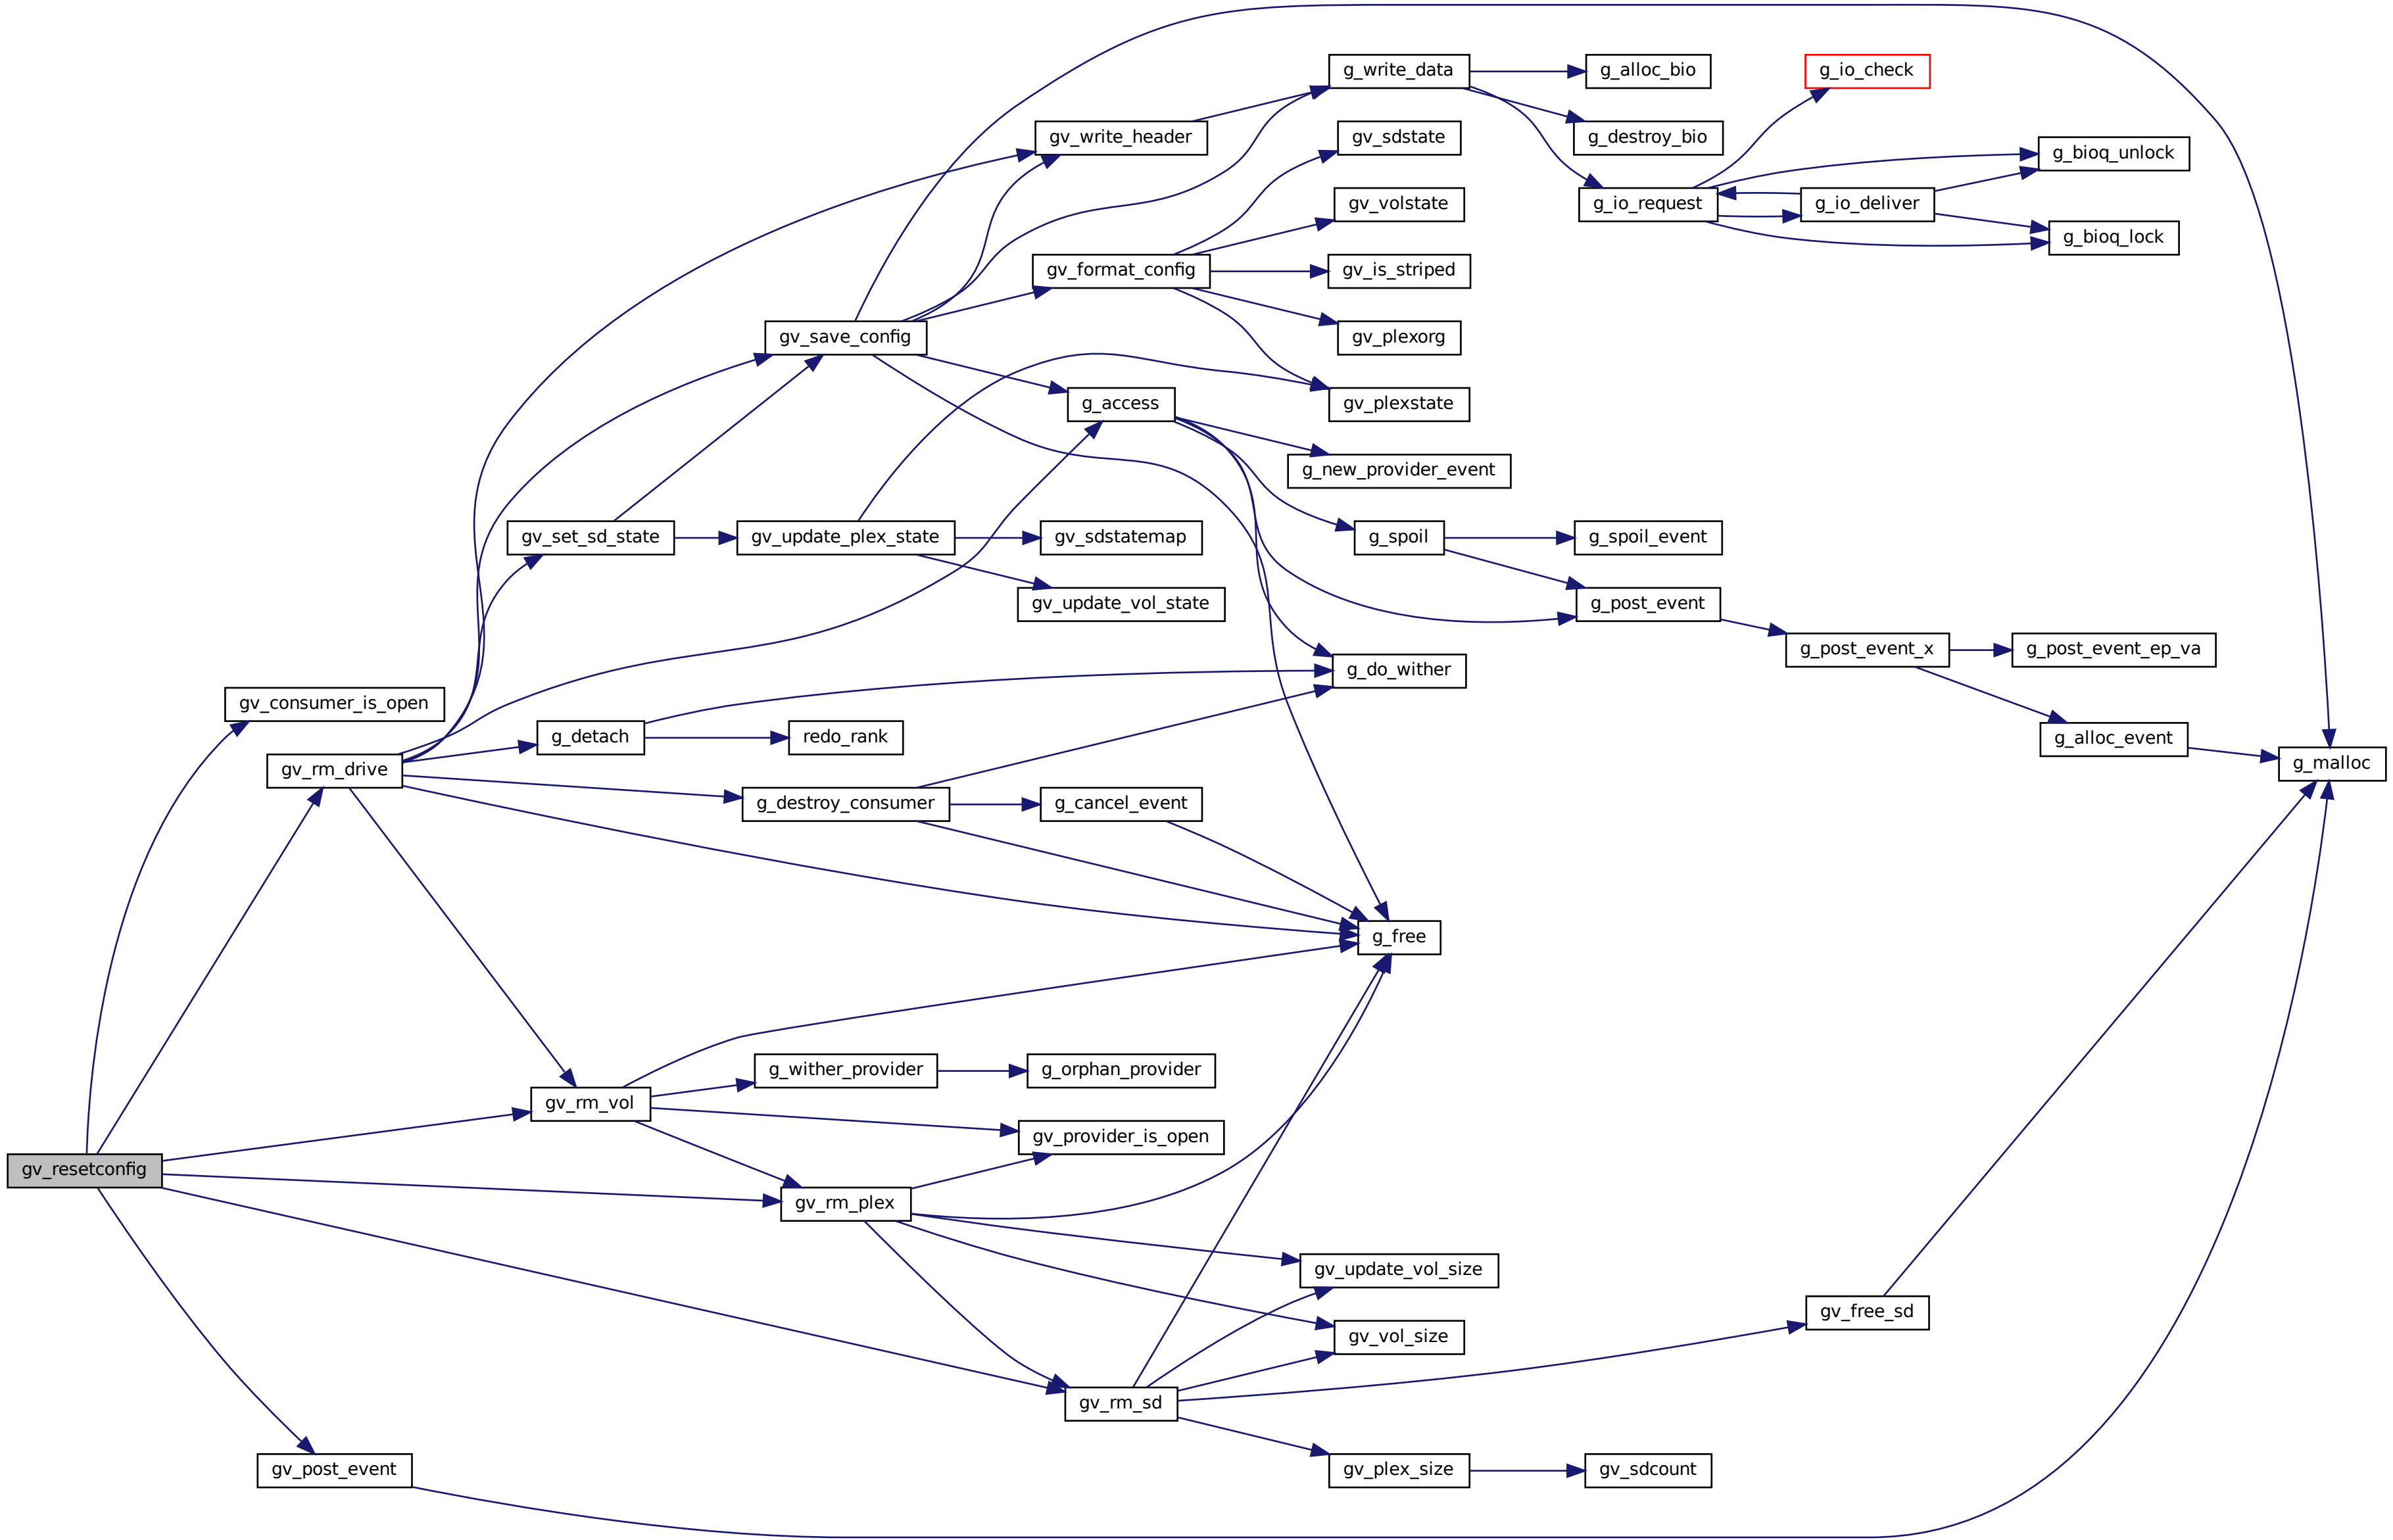 g_write_data
g_alloc_bio
g_io_check
gv_write_header
gv_sdstate
g_destroy_bio
g_bioq_unlock
gv_volstate
g_io_request
g_io_deliver
g_bioq_lock
gv_format_config
gv_is_striped
gv_save_config
gv_plexorg
g_access
gv_plexstate
g_new_provider_event
gv_set_sd_state
gv_update_plex_state
gv_sdstatemap
g_spoil
g_spoil_event
gv_update_vol_state
g_post_event
g_post_event_x
g_post_event_ep_va
g_do_wither
gv_consumer_is_open
g_detach
redo_rank
g_alloc_event
gv_rm_drive
g_malloc
g_destroy_consumer
g_cancel_event
g_free
g_wither_provider
g_orphan_provider
gv_rm_vol
gv_provider_is_open
gv_resetconfig
gv_rm_plex
gv_update_vol_size
gv_free_sd
gv_vol_size
gv_rm_sd
gv_post_event
gv_plex_size
gv_sdcount